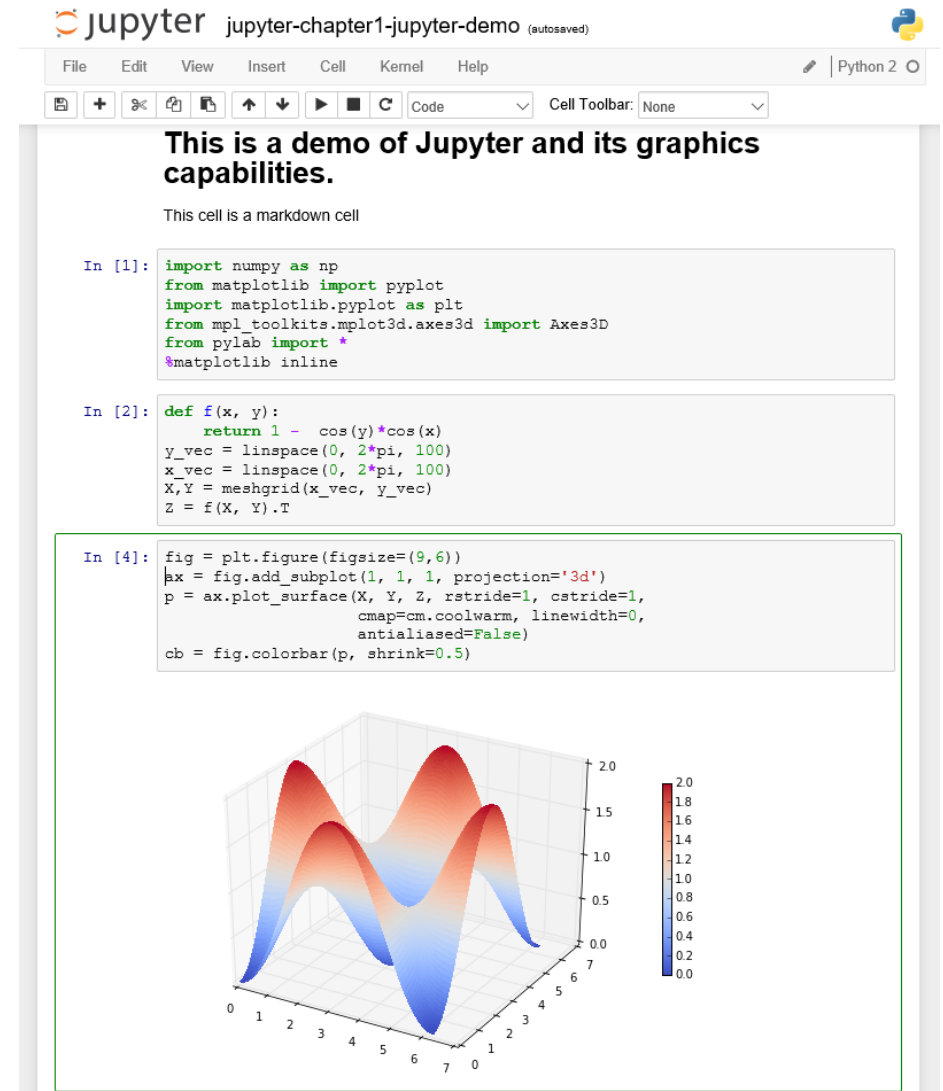 jupyter jupyter-chapter1-jupyter-demo (autosaved)
File Edit View Insert Cell Kernel Help Python 2
Code Cell Toolbar: None
This is a demo of Jupyter and its graphics
capabilities.
This cell is a markdown cell
In [1]: import numpy as np
from matplotlib import pyplot
import matplotlib.pyplot as plt
from mpl_toolkits.mplot3d.axes3d import Axes3D
from pylab import *
%matplotlib inline
In [2]: def f(x, y):
    return 1 -  cos(y)*cos(x)
y_vec = linspace(0, 2*pi, 100)
x_vec = linspace(0, 2*pi, 100)
X,Y = meshgrid(x_vec, y_vec)
Z = f(X, Y).T
In [4]: fig = plt.figure(figsize=(9,6))
ax = fig.add_subplot(1, 1, 1, projection='3d')
p = ax.plot_surface(X, Y, Z, rstride=1, cstride=1,
                    cmap=cm.coolwarm, linewidth=0,
                    antialiased=False)
cb = fig.colorbar(p, shrink=0.5)
2.0
1.5
1.0
0.5
0.0
0 1 2 3 4 5 6 7
0 1 2 3 4 5 6 7
2.0
1.8
1.6
1.4
1.2
1.0
0.8
0.6
0.4
0.2
0.0